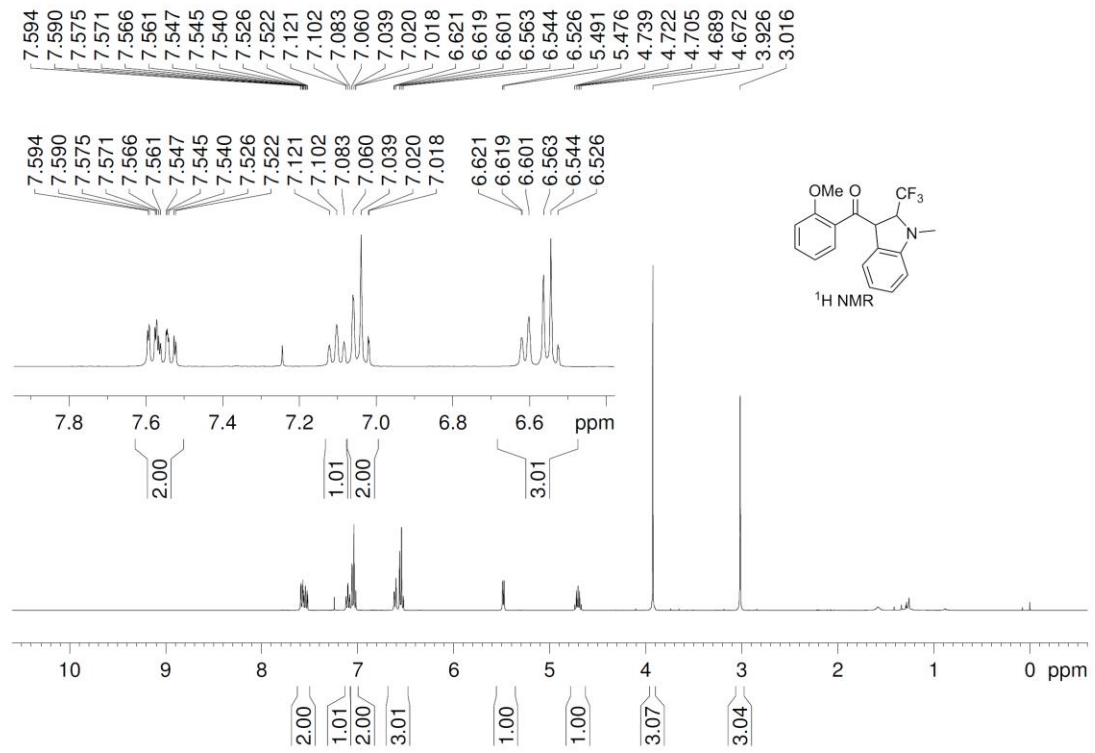 7.594 7.590 7.575 7.571 7.566 7.561 7.547 7.545 7.540 7.526 7.522 7.121 7.102 7.083 7.060 7.039 7.020 7.018 6.621 6.619 6.601 6.563 6.544 6.526 5.491 5.476 4.739 4.722 4.705 4.689 4.672 3.926 3.016
7.594 7.590 7.575 7.571 7.566 7.561 7.547 7.545 7.540 7.526 7.522 7.121 7.102 7.083 7.060 7.039 7.020 7.018 6.621 6.619 6.601 6.563 6.544 6.526
OMe O CF₃
N
¹H NMR
7.8 7.6 7.4 7.2 7.0 6.8 6.6 ppm
2.00 1.01 2.00 3.01
10 9 8 7 6 5 4 3 2 1 0 ppm
2.00 1.01 2.00 3.01 1.00 1.00 3.07 3.04